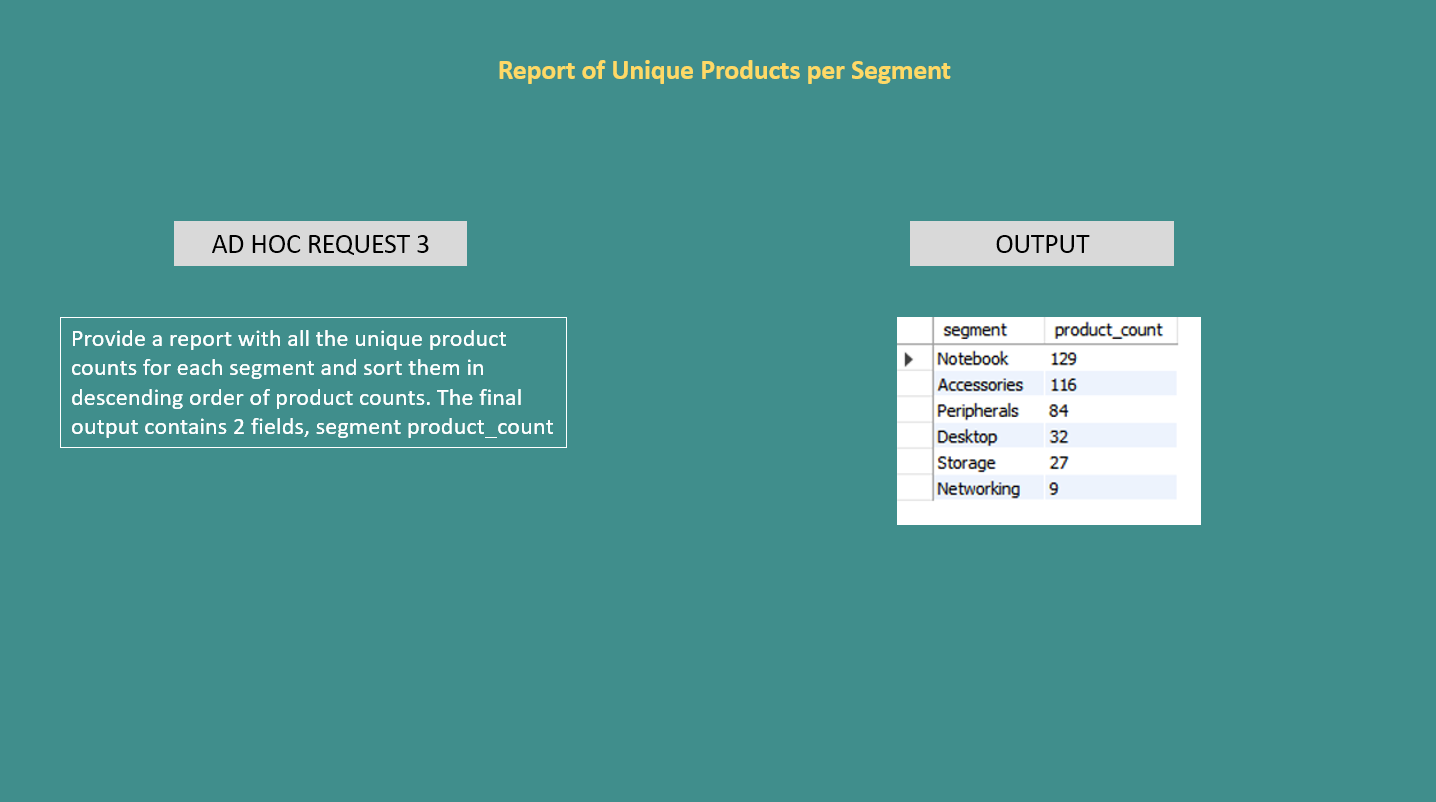 Report of Unique Products per Segment
AD HOC REQUEST 3
Provide a report with all the unique product
counts for each segment and sort them in
descending order of product counts. The final
output contains 2 fields, segment product_count
OUTPUT
segment product_count
Notebook 129
Accessories 116
Peripherals 84
Desktop 32
Storage 27
Networking 9